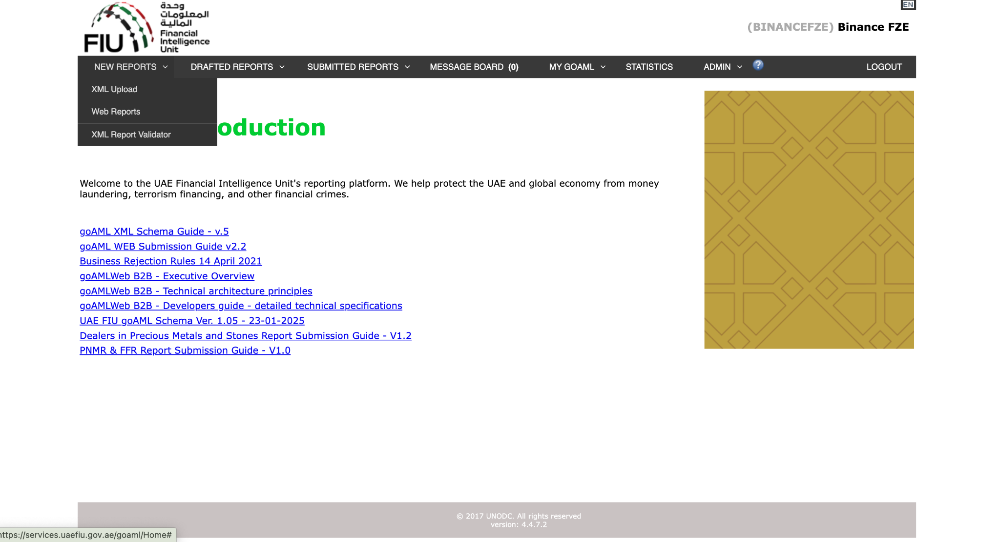 وحدة
المعلومات
المالية
FIU
Financial
Intelligence
Unit
EN
(BINANCEFZE) Binance FZE
NEW REPORTS
DRAFTED REPORTS
SUBMITTED REPORTS
MESSAGE BOARD (0)
MY GOAML
STATISTICS
ADMIN
?
LOGOUT
XML Upload
Web Reports
XML Report Validator
oduction
Welcome to the UAE Financial Intelligence Unit's reporting platform. We help protect the UAE and global economy from money
laundering, terrorism financing, and other financial crimes.
goAML XML Schema Guide - v.5
goAML WEB Submission Guide v2.2
Business Rejection Rules 14 April 2021
goAMLWeb B2B - Executive Overview
goAMLWeb B2B - Technical architecture principles
goAMLWeb B2B - Developers guide - detailed technical specifications
UAE FIU goAML Schema Ver. 1.05 - 23-01-2025
Dealers in Precious Metals and Stones Report Submission Guide - V1.2
PNMR & FFR Report Submission Guide - V1.0
© 2017 UNODC. All rights reserved
version: 4.4.7.2
https://services.uaefiu.gov.ae/goaml/Home#